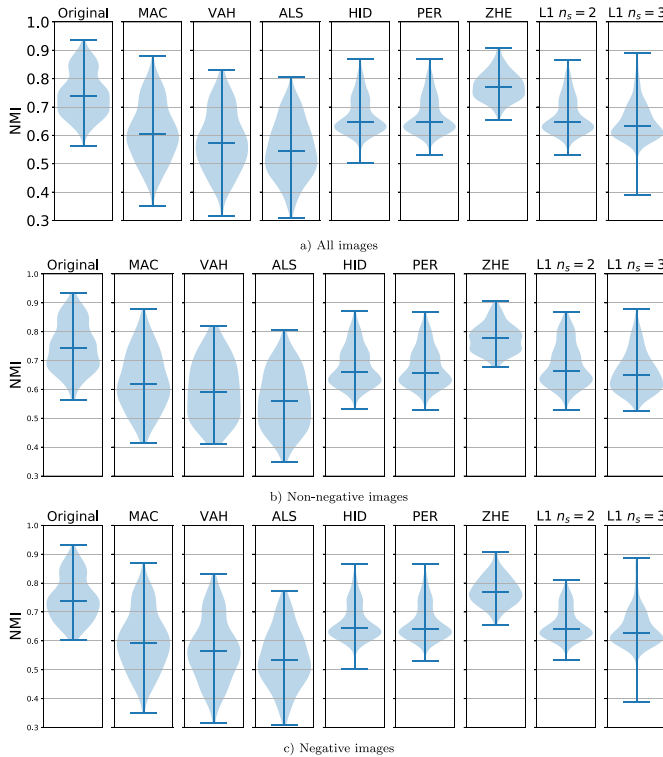 Original MAC VAH ALS HID PER ZHE L1 nₛ = 2 L1 nₛ = 3
1.0
0.9
0.8
0.7
0.6
0.5
0.4
0.3
NMI
a) All images
Original MAC VAH ALS HID PER ZHE L1 nₛ = 2 L1 nₛ = 3
1.0
0.9
0.8
0.7
0.6
0.5
0.4
0.3
NMI
b) Non-negative images
Original MAC VAH ALS HID PER ZHE L1 nₛ = 2 L1 nₛ = 3
1.0
0.9
0.8
0.7
0.6
0.5
0.4
0.3
NMI
c) Negative images